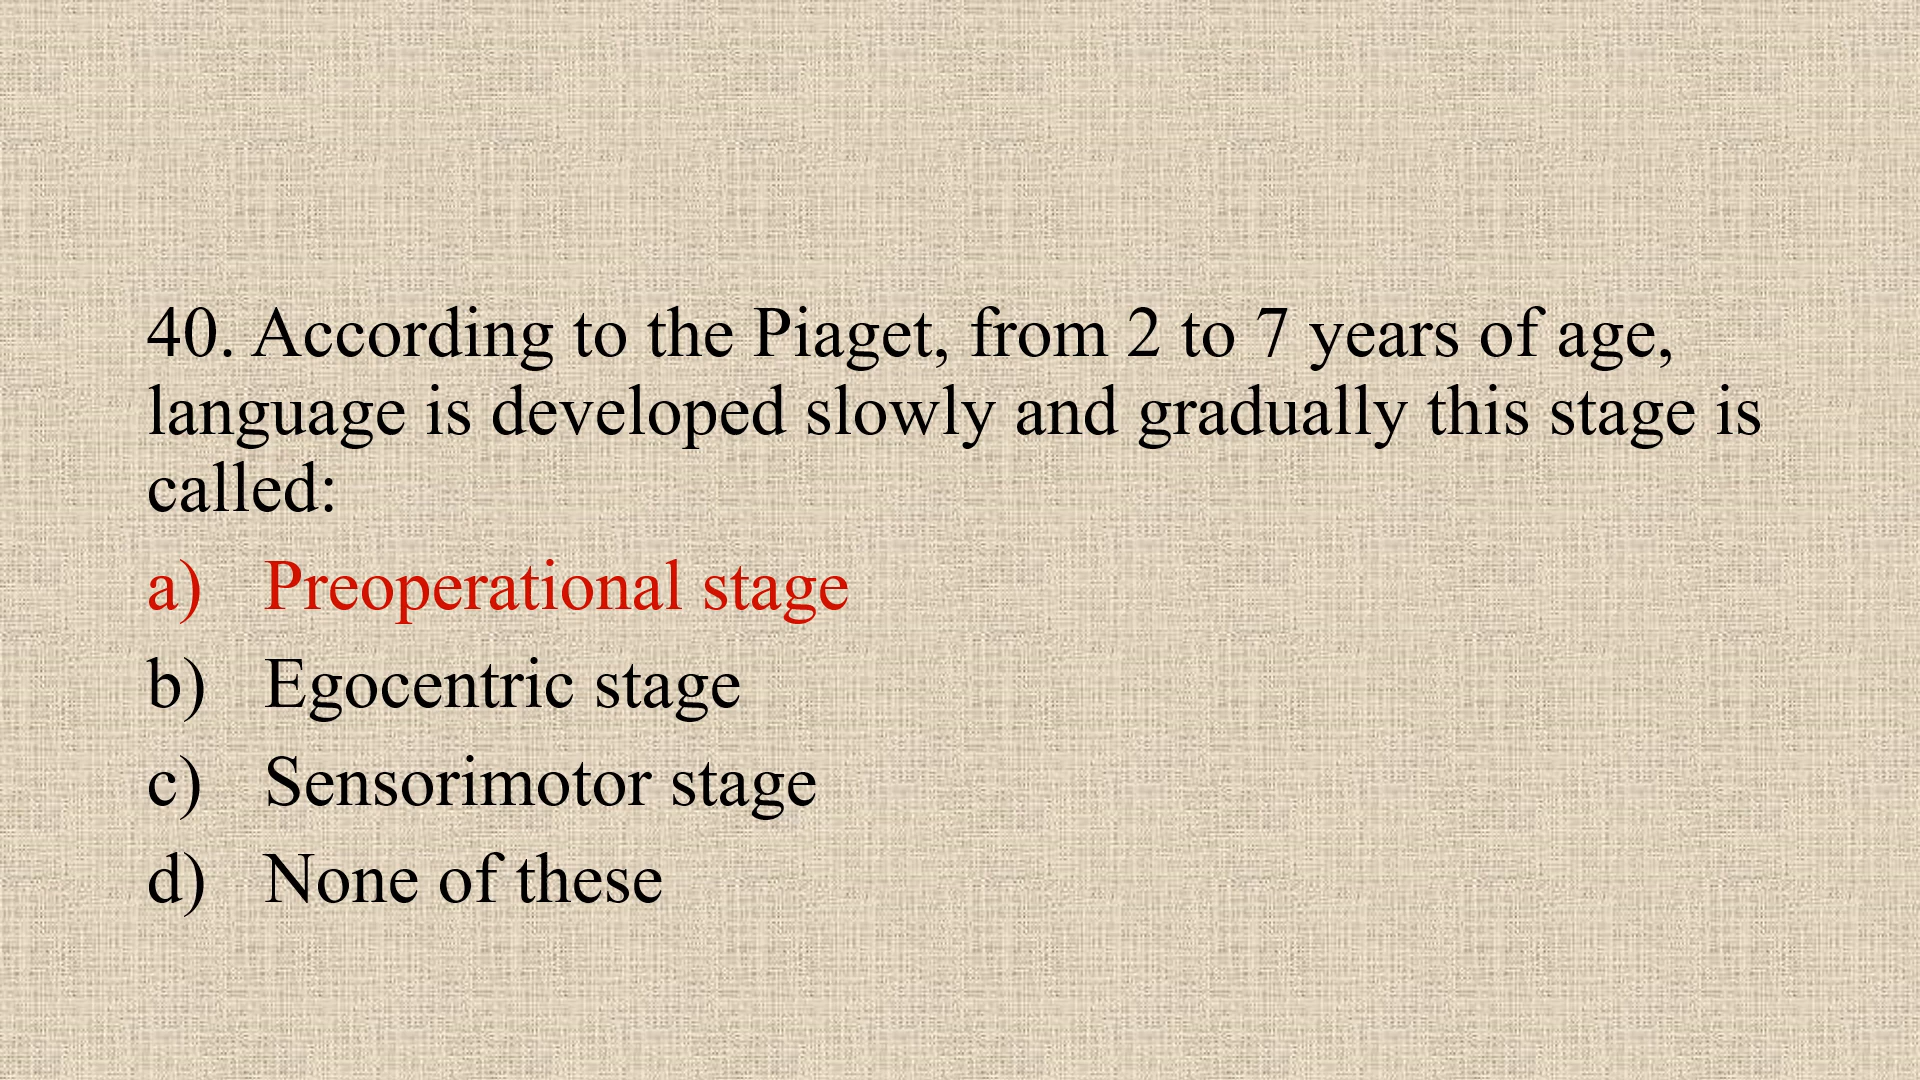 40. According to the Piaget, from 2 to 7 years of age,
language is developed slowly and gradually this stage is
called:
a) Preoperational stage
b) Egocentric stage
c) Sensorimotor stage
d) None of these